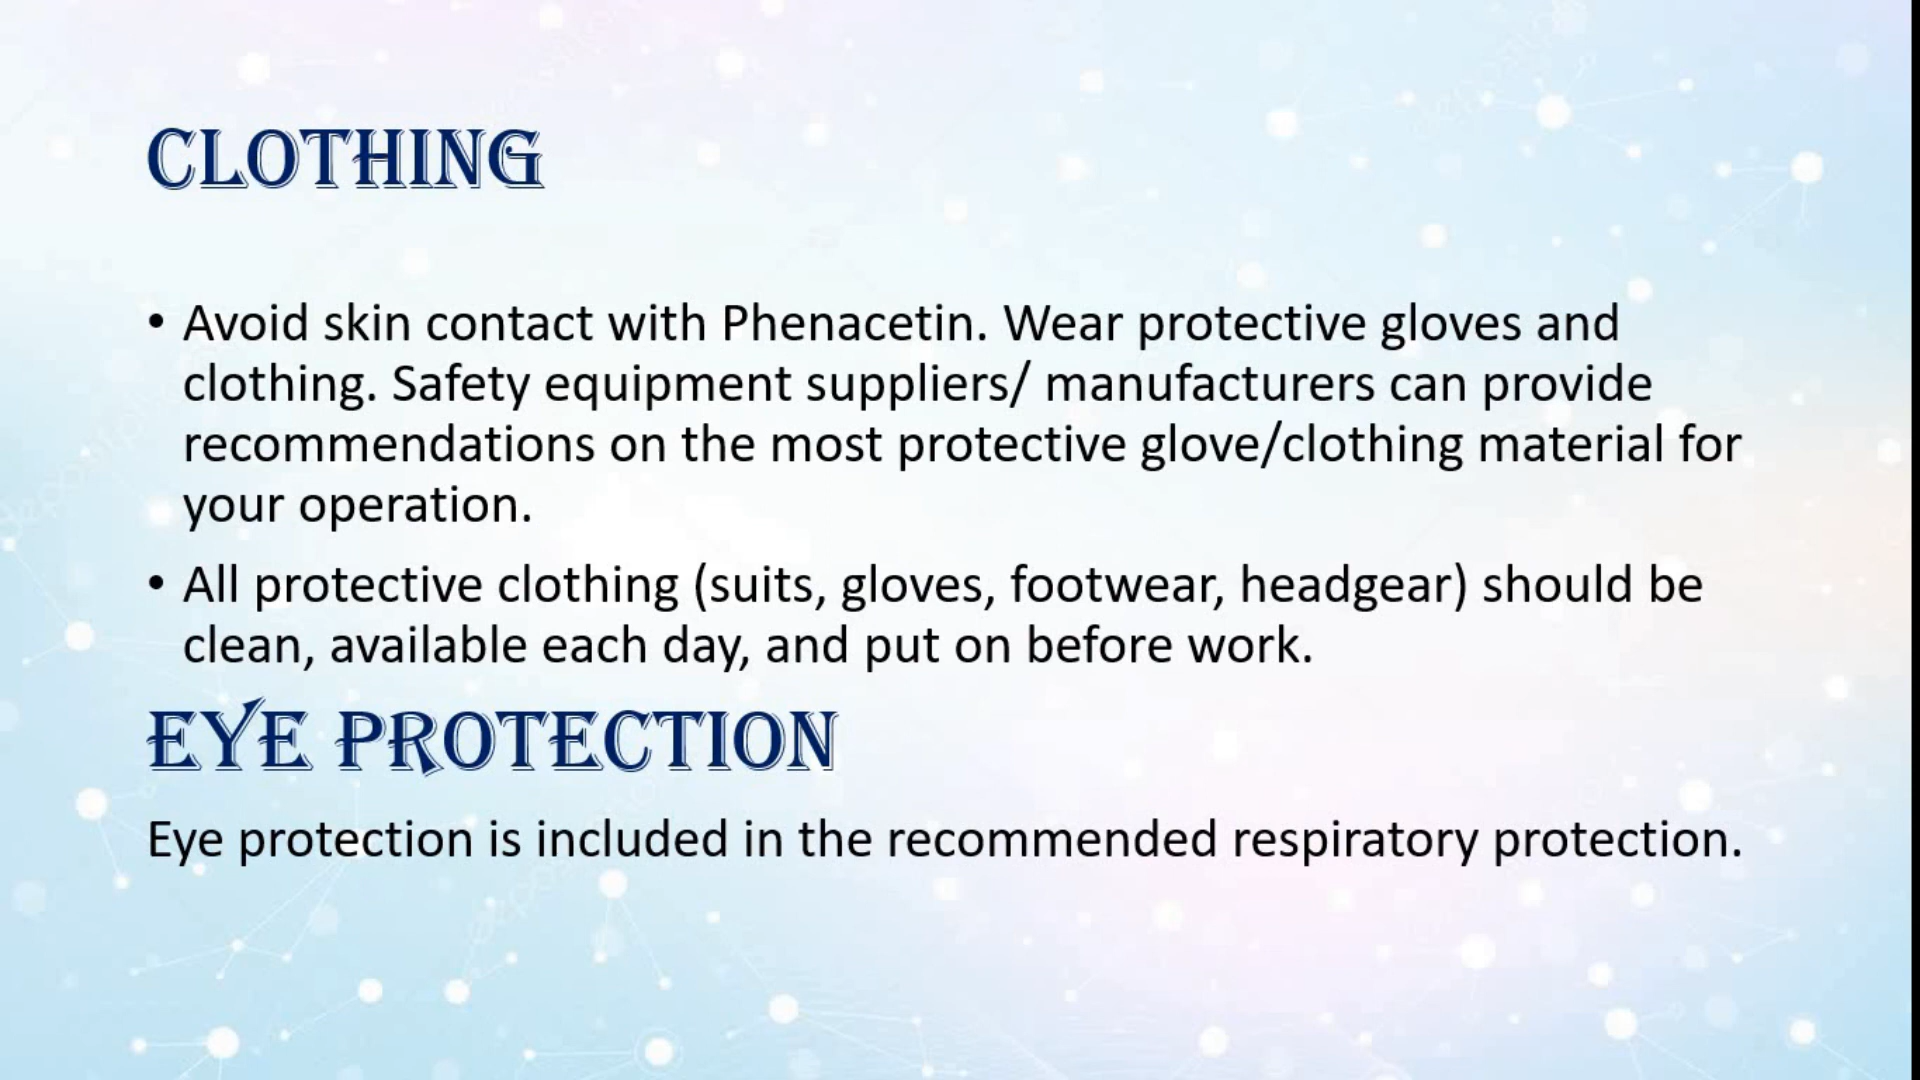 CLOTHING
• Avoid skin contact with Phenacetin. Wear protective gloves and
clothing. Safety equipment suppliers/ manufacturers can provide
recommendations on the most protective glove/clothing material for
your operation.
• All protective clothing (suits, gloves, footwear, headgear) should be
clean, available each day, and put on before work.
EYE PROTECTION
Eye protection is included in the recommended respiratory protection.